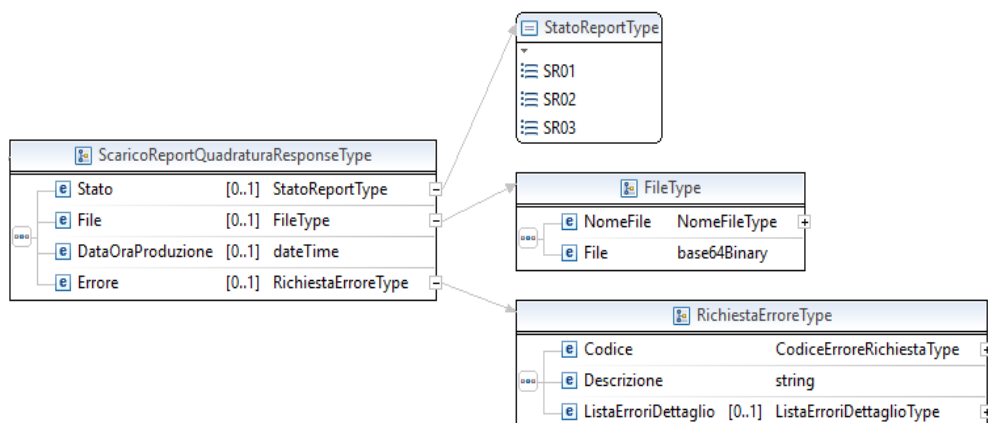 StatoReportType
SR01
SR02
SR03
ScaricoReportQuadraturaResponseType
Stato [0..1] StatoReportType
File [0..1] FileType
DataOraProduzione [0..1] dateTime
Errore [0..1] RichiestaErroreType
FileType
NomeFile NomeFileType
File base64Binary
RichiestaErroreType
Codice CodiceErroreRichiestaType
Descrizione string
ListaErroriDettaglio [0..1] ListaErroriDettaglioType